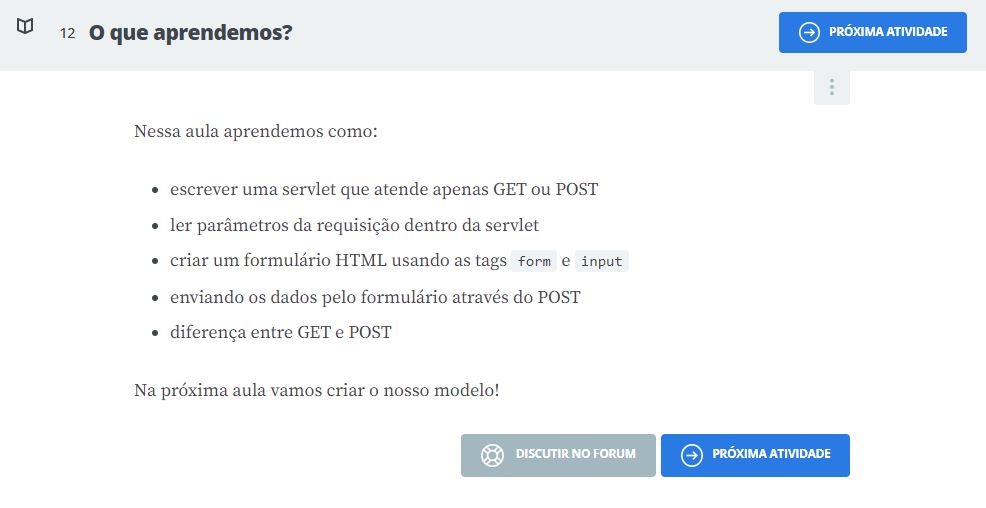 12 O que aprendemos?
PRÓXIMA ATIVIDADE
Nessa aula aprendemos como:
escrever uma servlet que atende apenas GET ou POST
ler parâmetros da requisição dentro da servlet
criar um formulário HTML usando as tags form e input
enviando os dados pelo formulário através do POST
diferença entre GET e POST
Na próxima aula vamos criar o nosso modelo!
DISCUTIR NO FORUM
PRÓXIMA ATIVIDADE